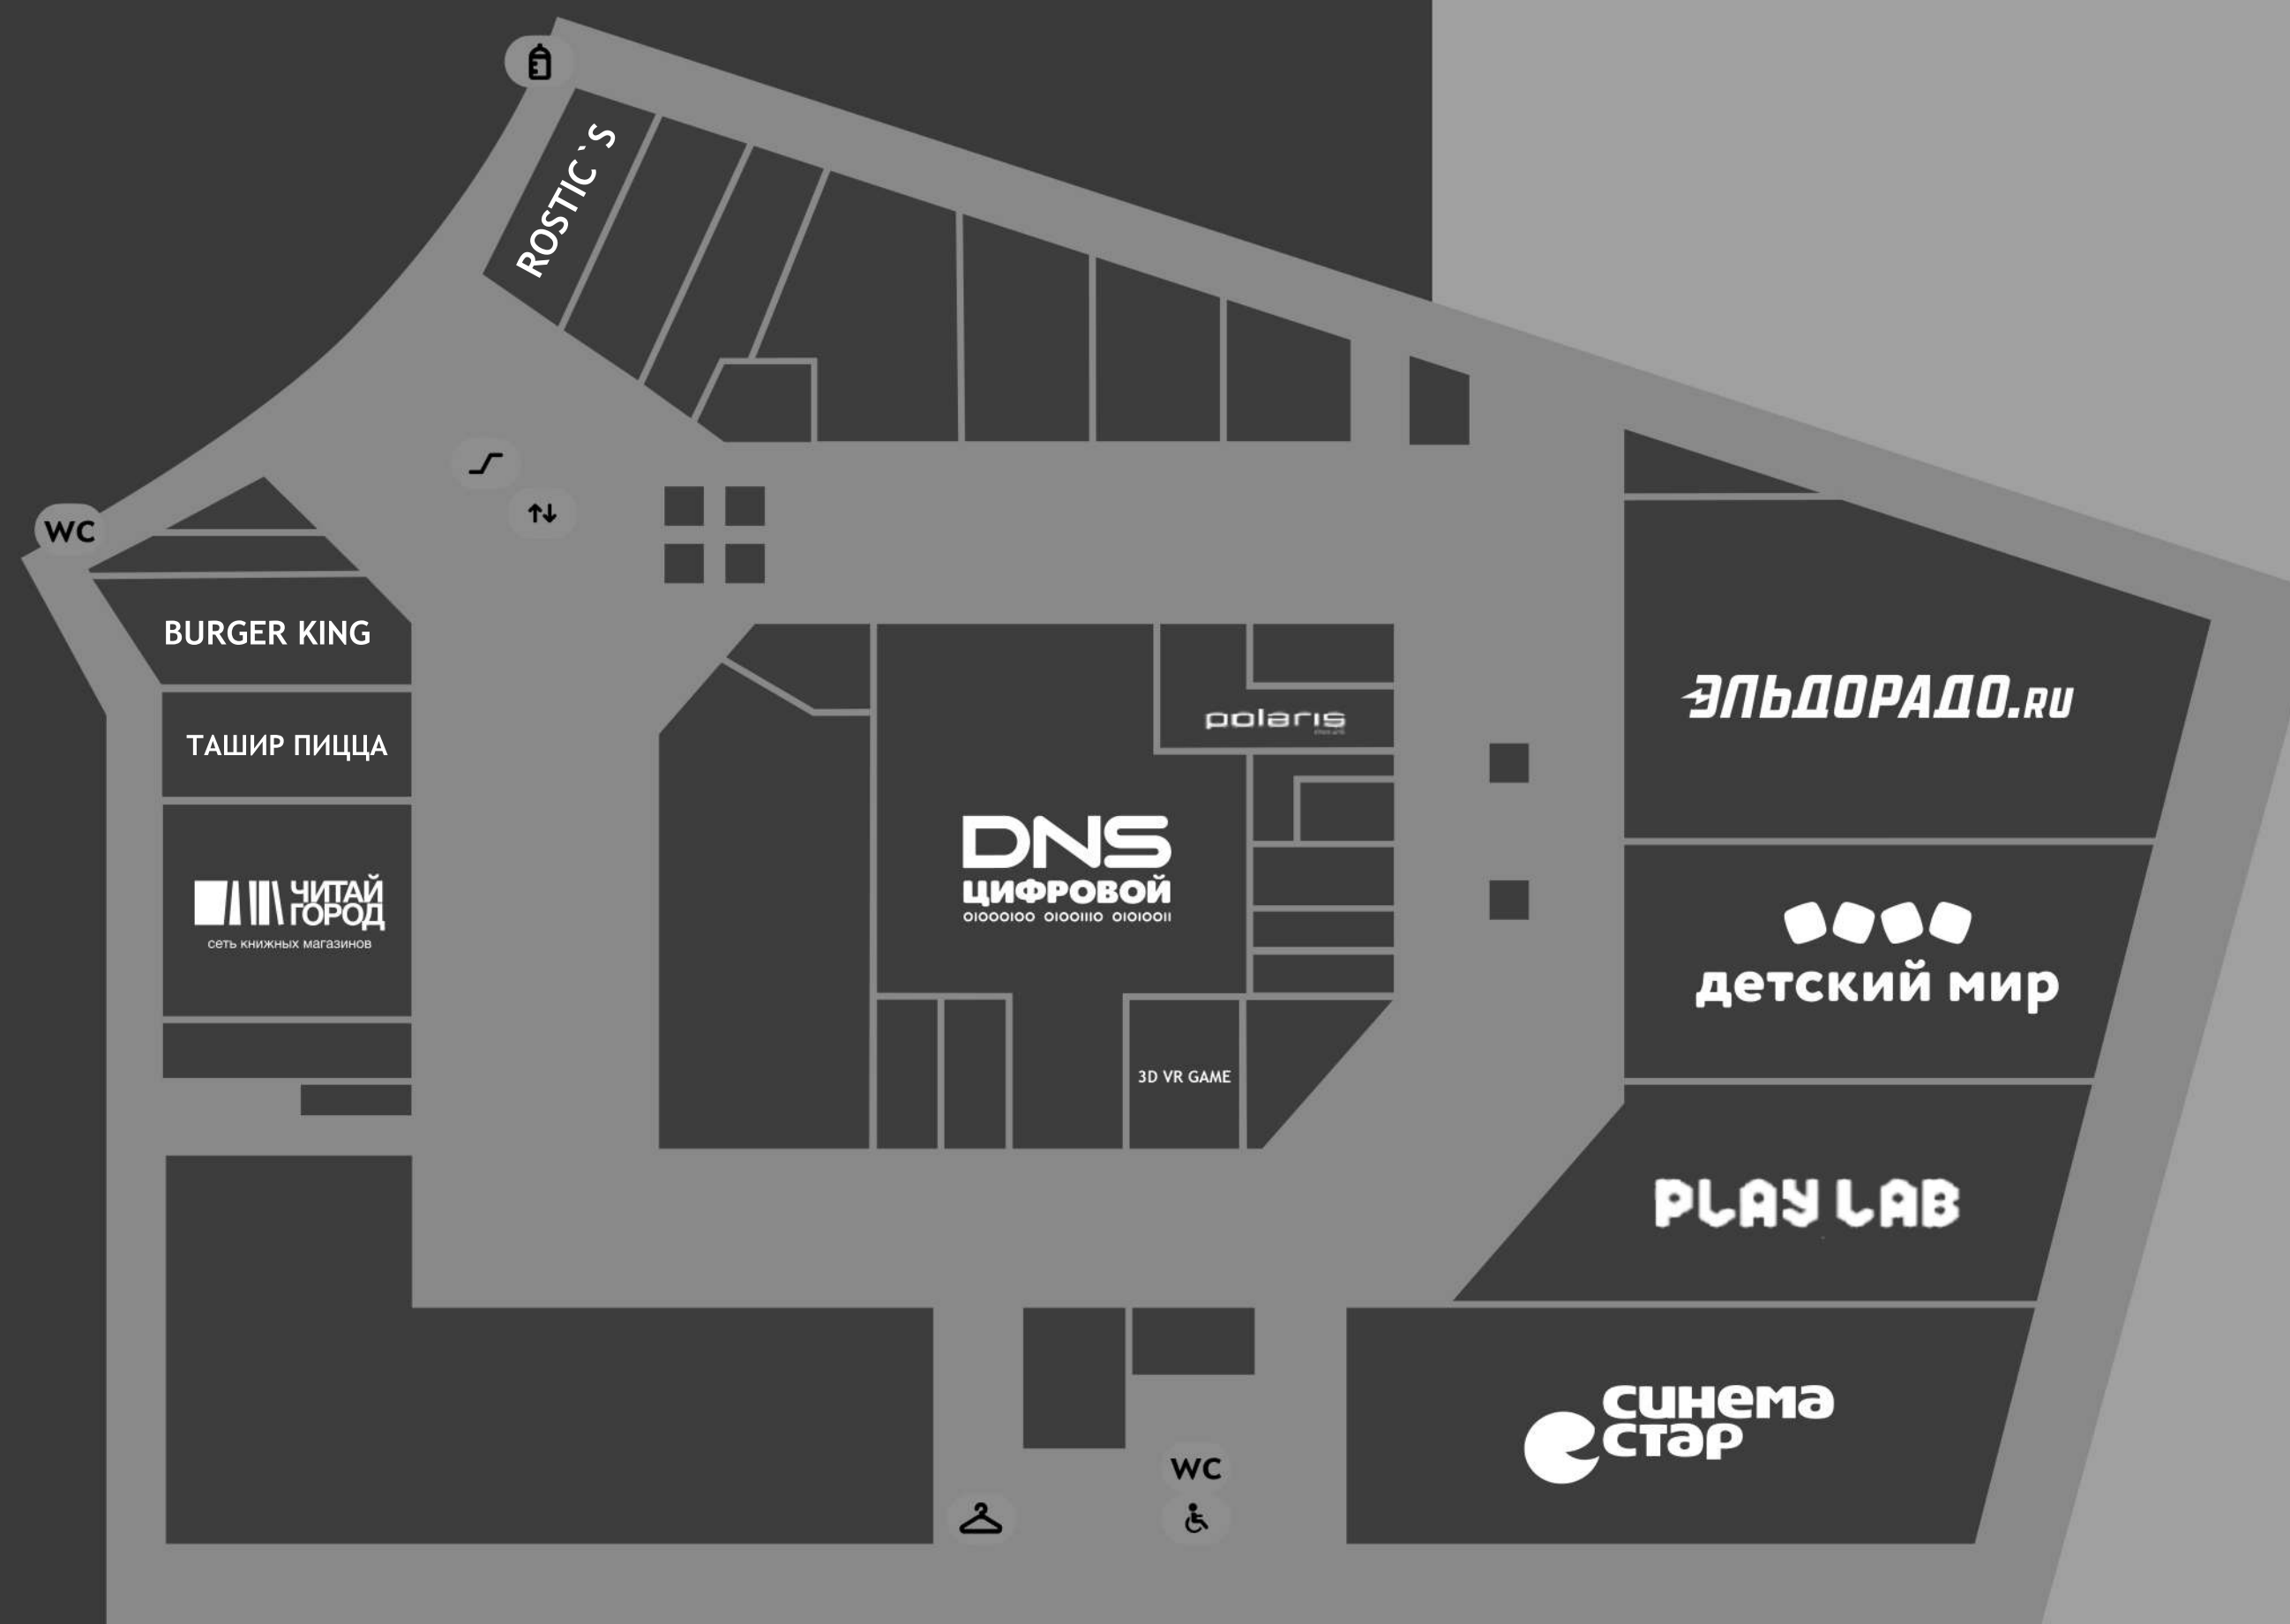 ROSTIC`S
WC
BURGER KING
ТАШИР ПИЦЦА
ЧИТАЙ
ГОРОД
сеть книжных магазинов
polaris
DNS
ЦИФРОВОЙ
01000100 01001110 01010011
3D VR GAME
ЭЛЬДОРАДО.RU
детский мир
PLAY LAB
синема
стар
WC